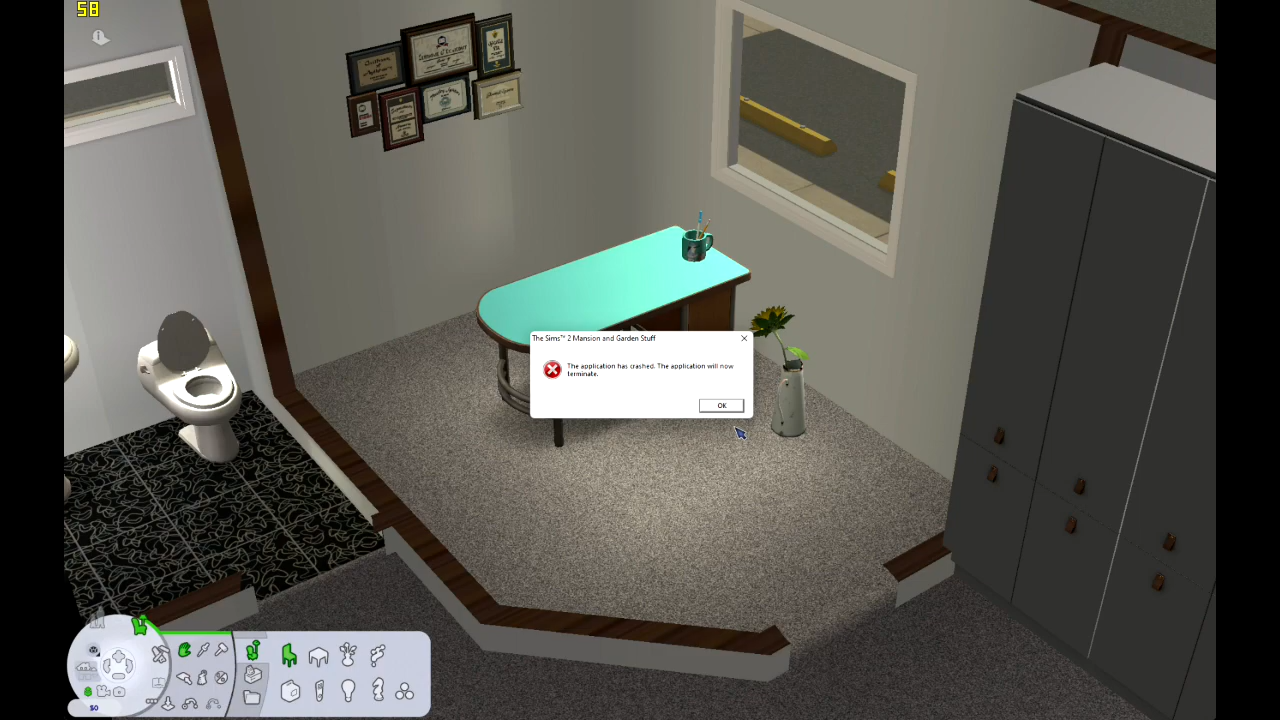 58
The Sims™ 2 Mansion and Garden Stuff
The application has crashed. The application will now
terminate.
OK
$0